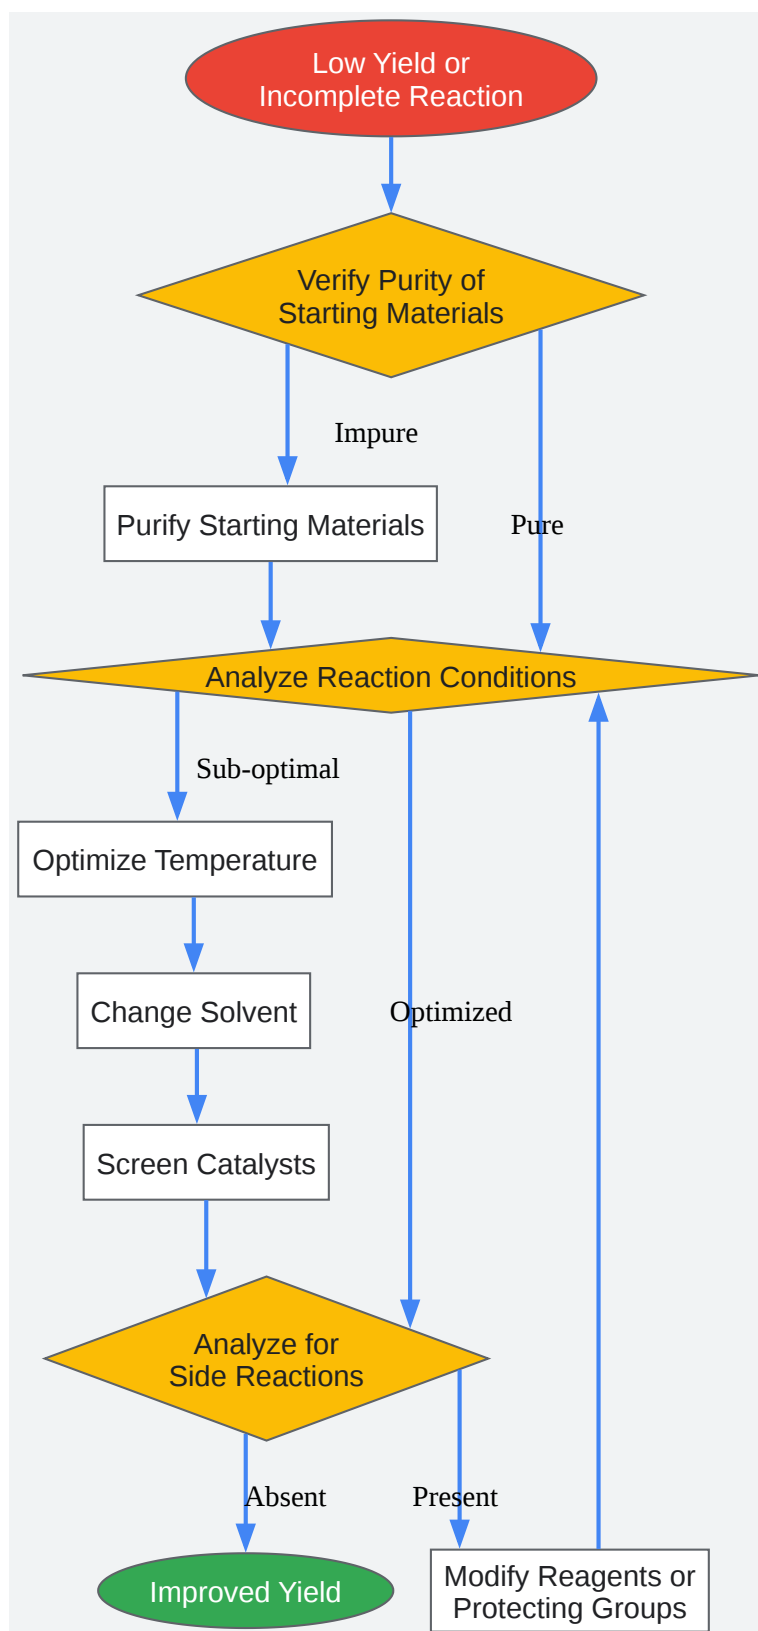 Low Yield or
Incomplete Reaction
Verify Purity of
Starting Materials
Impure
Purify Starting Materials
Pure
Analyze Reaction Conditions
Sub-optimal
Optimize Temperature
Change Solvent
Optimized
Screen Catalysts
Analyze for
Side Reactions
Absent
Present
Improved Yield
Modify Reagents or
Protecting Groups